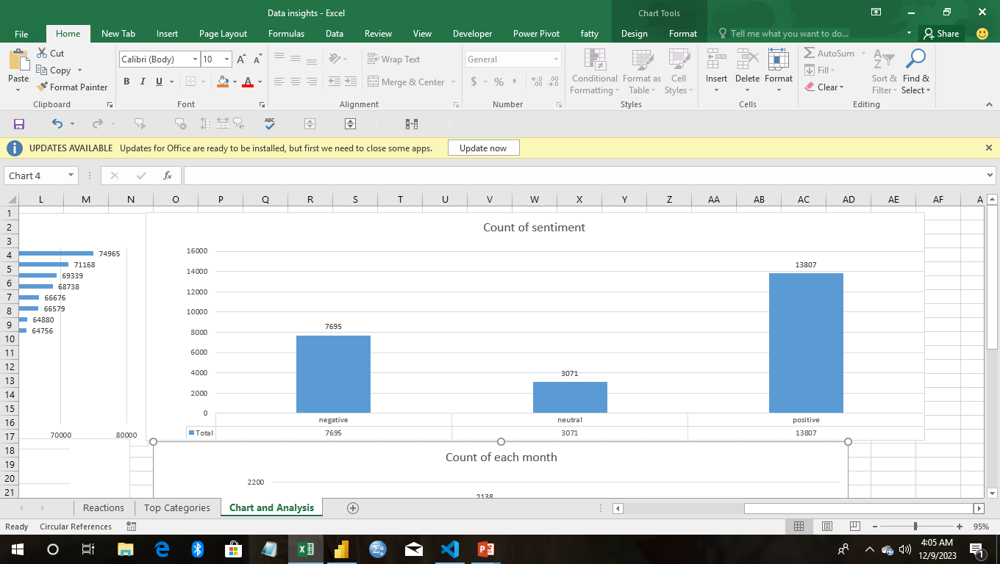 Data insights - Excel
Chart Tools
File Home New Tab Insert Page Layout Formulas Data Review View Developer Power Pivot fatty Design Format Tell me what you want to do... Share
Paste
Cut
Copy
Format Painter
Calibri (Body) 10
B I U A
Wrap Text
Merge & Center
General
$ % ,
Conditional Formatting
Format as Table
Cell Styles
Insert Delete Format
AutoSum
Fill
Clear
Sort & Filter
Find & Select
Clipboard Font Alignment Number Styles Cells Editing
ABC
UPDATES AVAILABLE Updates for Office are ready to be installed, but first we need to close some apps. Update now
Chart 4 fx
L M N O P Q R S T U V W X Y Z AA AB AC AD AE AF A
1
2
3
4
5
6
7
8
9
10
11
12
13
14
15
16
17
18
19
20
21
74965
71168
69339
68738
66676
66579
64880
64756
70000 80000
Count of sentiment
16000
14000
12000
10000
8000
6000
4000
2000
0
7695
3071
13807
negative neutral positive
Total 7695 3071 13807
Count of each month
2200
2138
Reactions Top Categories Chart and Analysis
Ready Circular References 95%
4:05 AM
12/9/2023
1